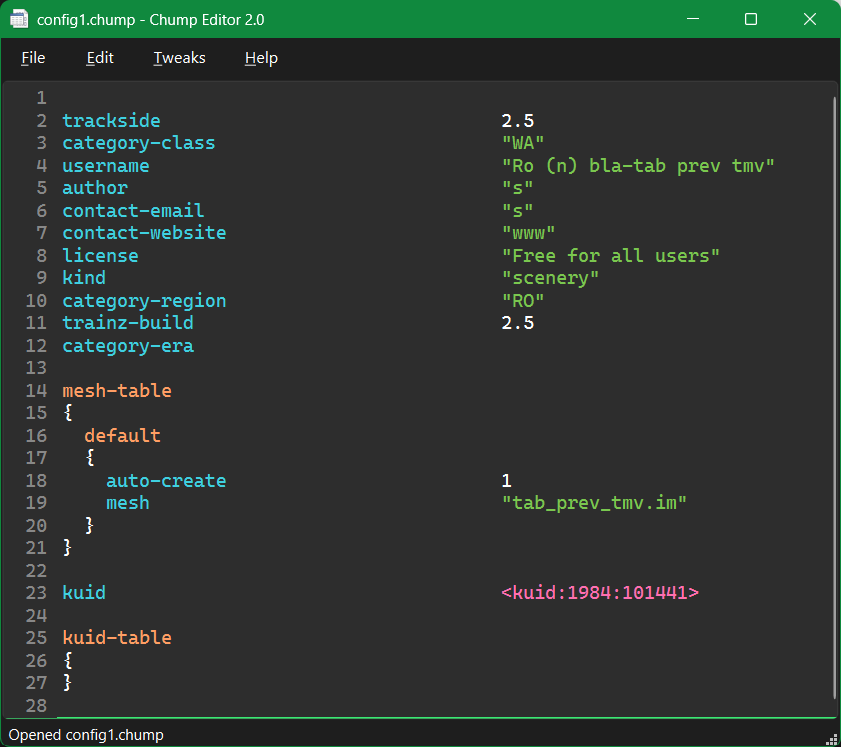 config1.chump - Chump Editor 2.0
File Edit Tweaks Help
1
2 trackside 2.5
3 category-class "WA"
4 username "Ro (n) bla-tab prev tmv"
5 author "s"
6 contact-email "s"
7 contact-website "www"
8 license "Free for all users"
9 kind "scenery"
10 category-region "RO"
11 trainz-build 2.5
12 category-era
13
14 mesh-table
15 {
16 default
17 {
18 auto-create 1
19 mesh "tab_prev_tmv.im"
20 }
21 }
22
23 kuid <kuid:1984:101441>
24
25 kuid-table
26 {
27 }
28
Opened config1.chump